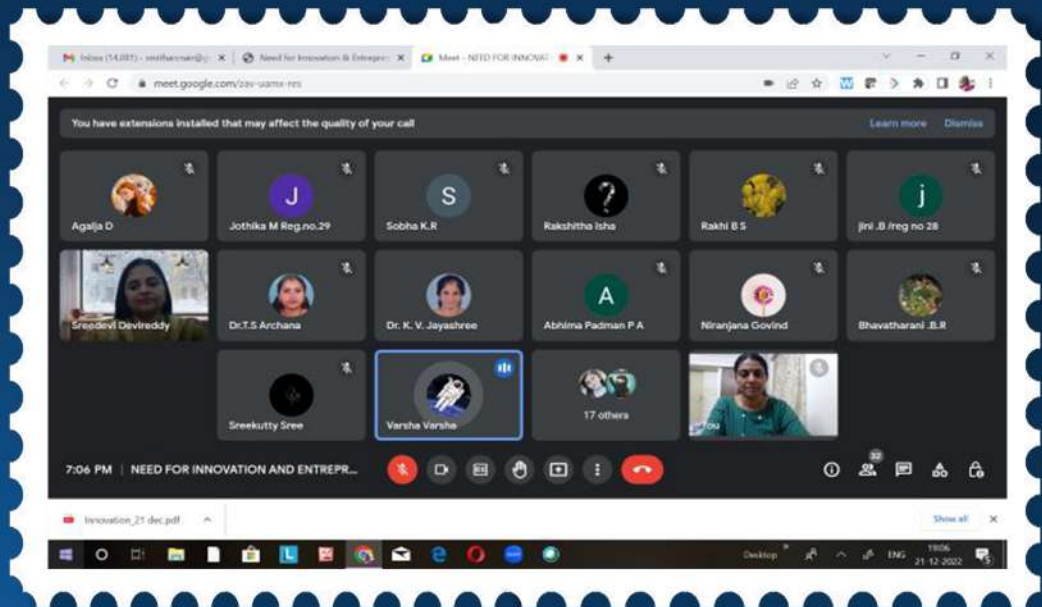 Inbox (14,081) -
Need for Innovation &
Meet - NEED FOR INNOVATI
meet.google.com/zav-uamx-res
You have extensions installed that may affect the quality of your call
Learn more
Dismiss
Agalja D
J
Jothika M Reg.no.29
S
Sobha K.R
?
Rakshitha Isha
Rakhi B S
j
jini .B /reg no 28
Sreedevi Devireddy
Dr.T.S Archana
Dr. K. V. Jayashree
A
Abhima Padman P A
Niranjana Govind
Bhavatharani .B.R
Sreekutty Sree
Varsha Varsha
17 others
You
7:06 PM | NEED FOR INNOVATION AND ENTREPR...
32
Innovation_21 dec.pdf
Show all
Desktop
ENG
19:06
21-12-2022